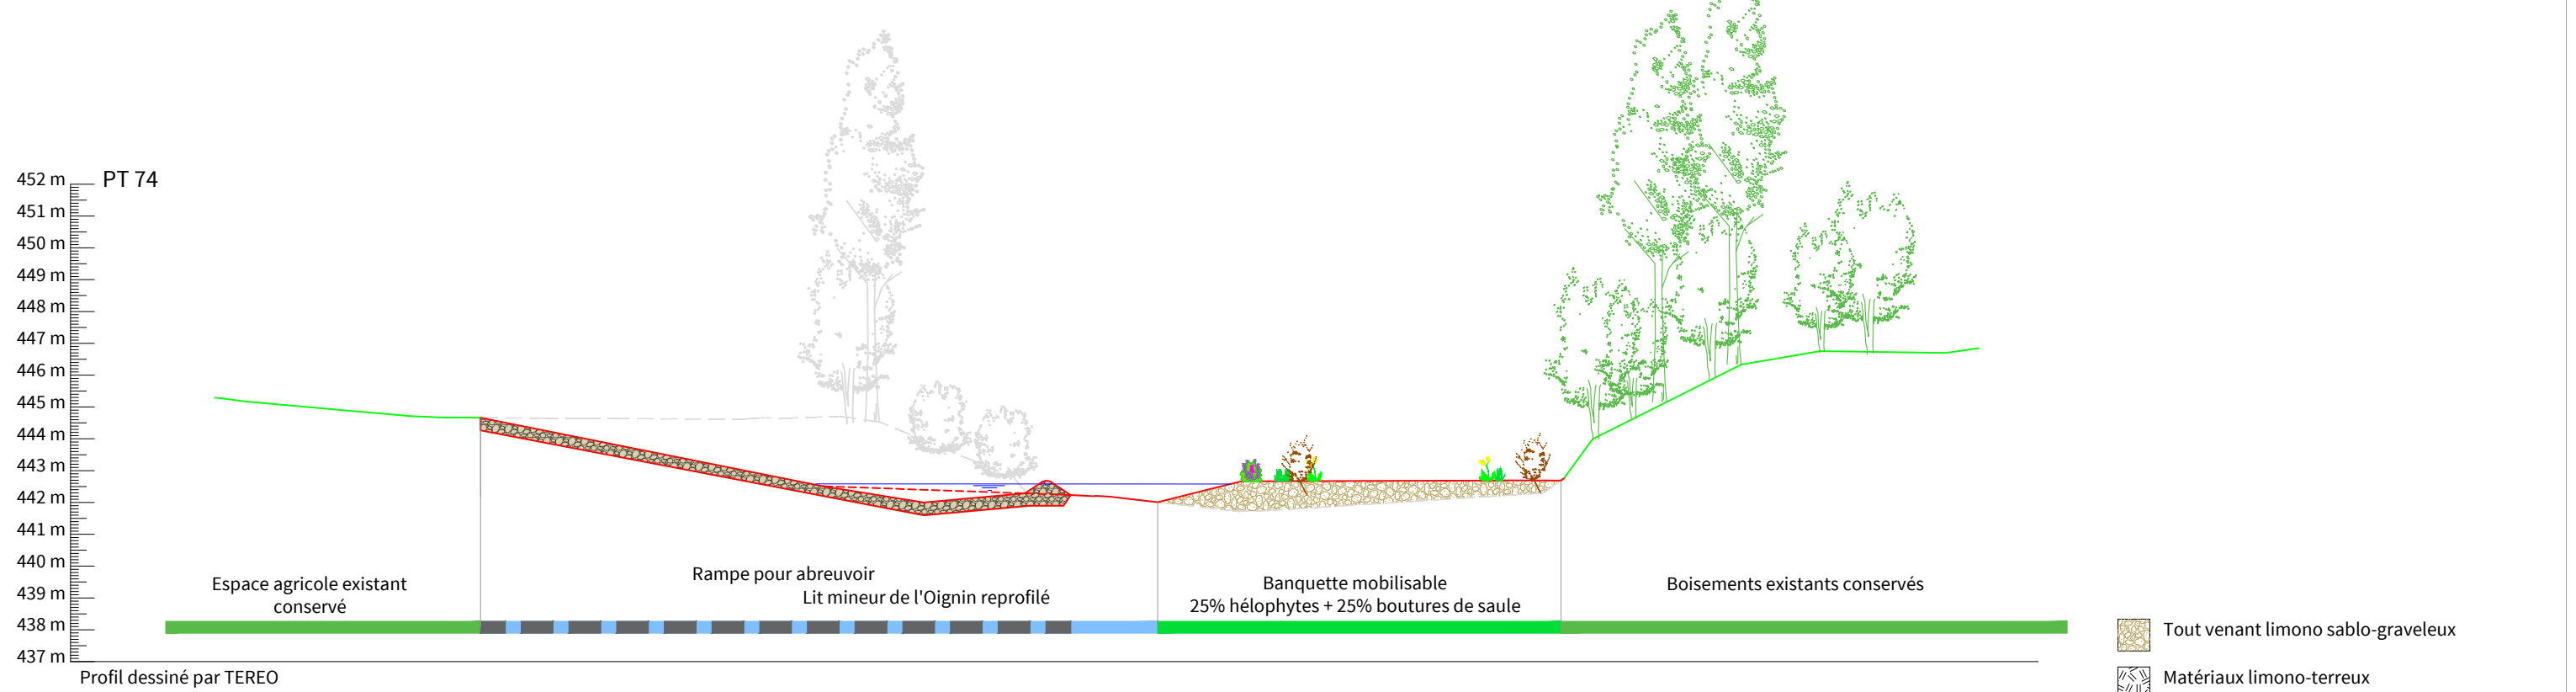 PT 74
452 m
451 m
450 m
449 m
448 m
447 m
446 m
445 m
444 m
443 m
442 m
441 m
440 m
439 m
438 m
437 m
Espace agricole existant
conservé
Rampe pour abreuvoir
Lit mineur de l'Oignin reprofilé
Banquette mobilisable
25% hélophytes + 25% boutures de saule
Boisements existants conservés
Tout venant limono sablo-graveleux
Matériaux limono-terreux
Profil dessiné par TEREO